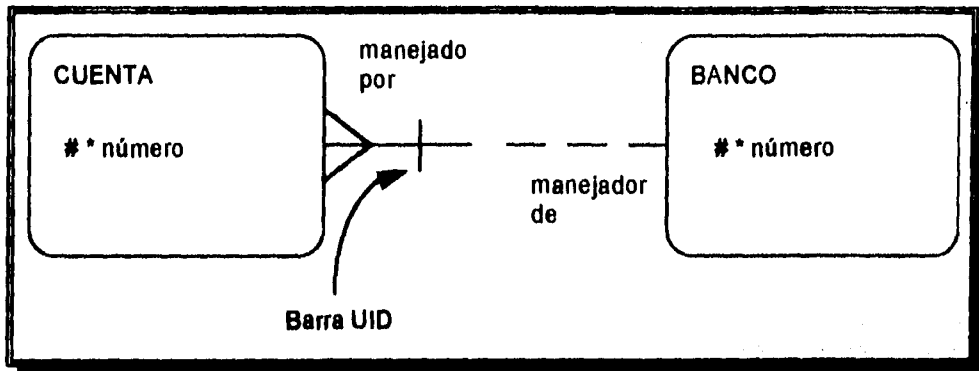 CUENTA
# * número
manejado
por
BANCO
# * número
manejador
de
Barra UID